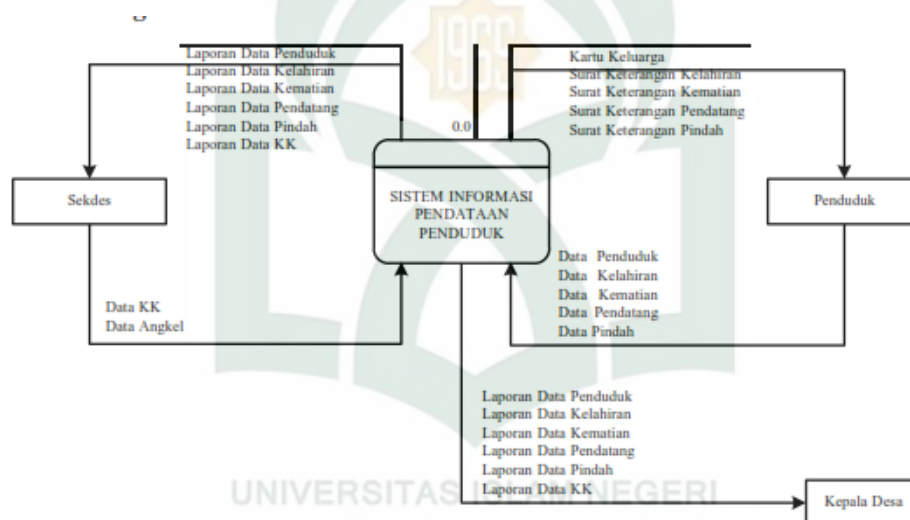 1969
Laporan Data Penduduk
Laporan Data Kelahiran
Laporan Data Kematian
Laporan Data Pendatang
Laporan Data Pindah
Laporan Data KK
Kartu Keluarga
Surat Keterangan Kelahiran
Surat Keterangan Kematian
Surat Keterangan Pendatang
Surat Keterangan Pindah
0.0
Sekdes
SISTEM INFORMASI
PENDATAAN
PENDUDUK
Penduduk
Data KK
Data Angkel
Data Penduduk
Data Kelahiran
Data Kematian
Data Pendatang
Data Pindah
Laporan Data Penduduk
Laporan Data Kelahiran
Laporan Data Kematian
Laporan Data Pendatang
Laporan Data Pindah
Laporan Data KK
UNIVERSITAS ISLAM NEGERI
Kepala Desa